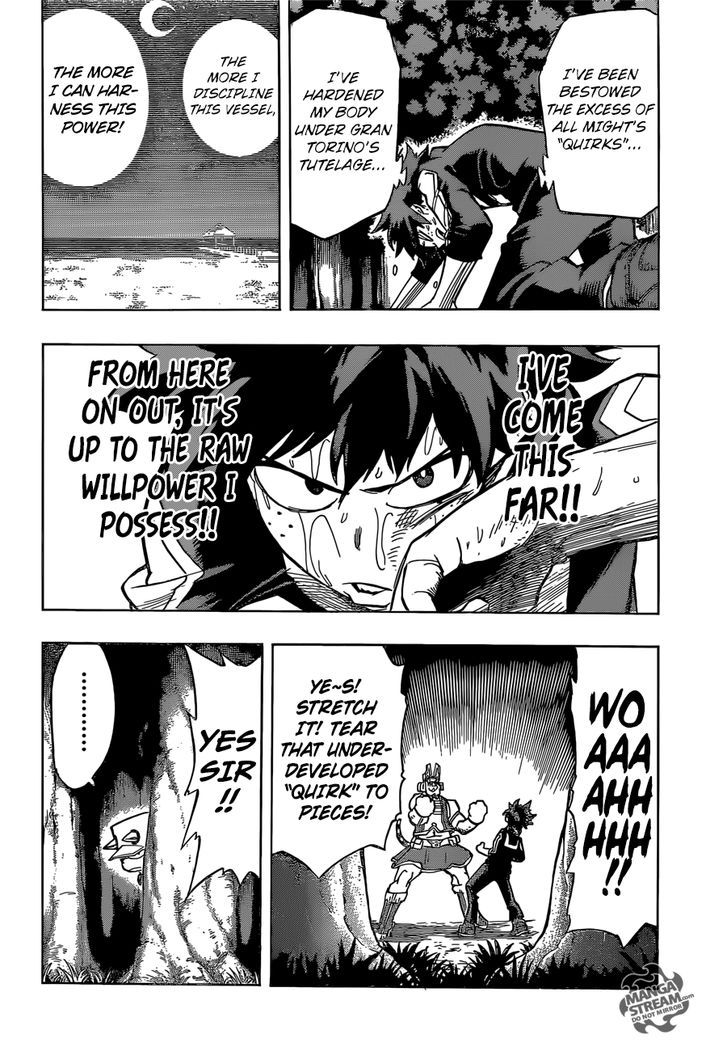 I'VE BEEN
BESTOWED
THE EXCESS OF
ALL MIGHT'S
"QUIRKS"...
I'VE
HARDENED
MY BODY
UNDER GRAN
TORINO'S
TUTELAGE...
THE
MORE I
DISCIPLINE
THIS VESSEL,
THE MORE
I CAN HAR-
NESS THIS
POWER!
I'VE
COME
THIS
FAR!!
FROM HERE
ON OUT, IT'S
UP TO THE RAW
WILLPOWER I
POSSESS!!
WO
AAA
AHH
HHH
!!
YE~S!
STRETCH
IT! TEAR
THAT UNDER-
DEVELOPED
"QUIRK" TO
PIECES!
YES
SIR
!!
.........
MANGA
STREAM.com
DO NOT MIRROR